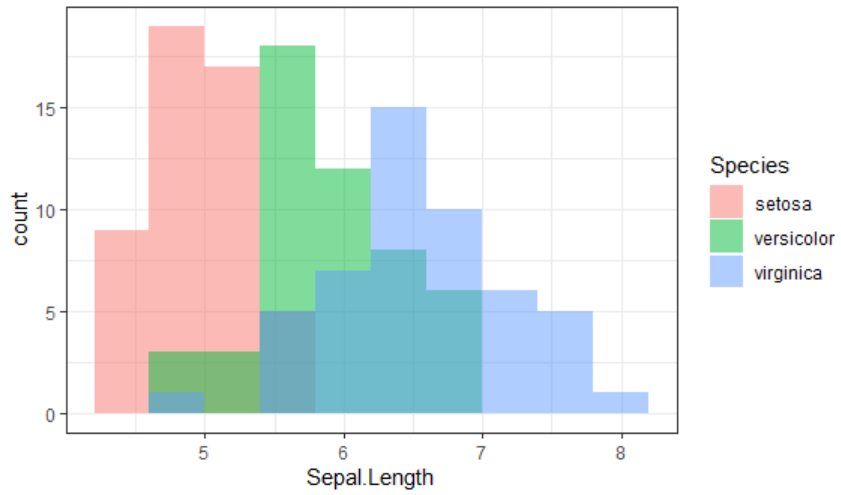 15
10
5
0
count
5 6 7 8
Sepal.Length
Species
setosa
versicolor
virginica